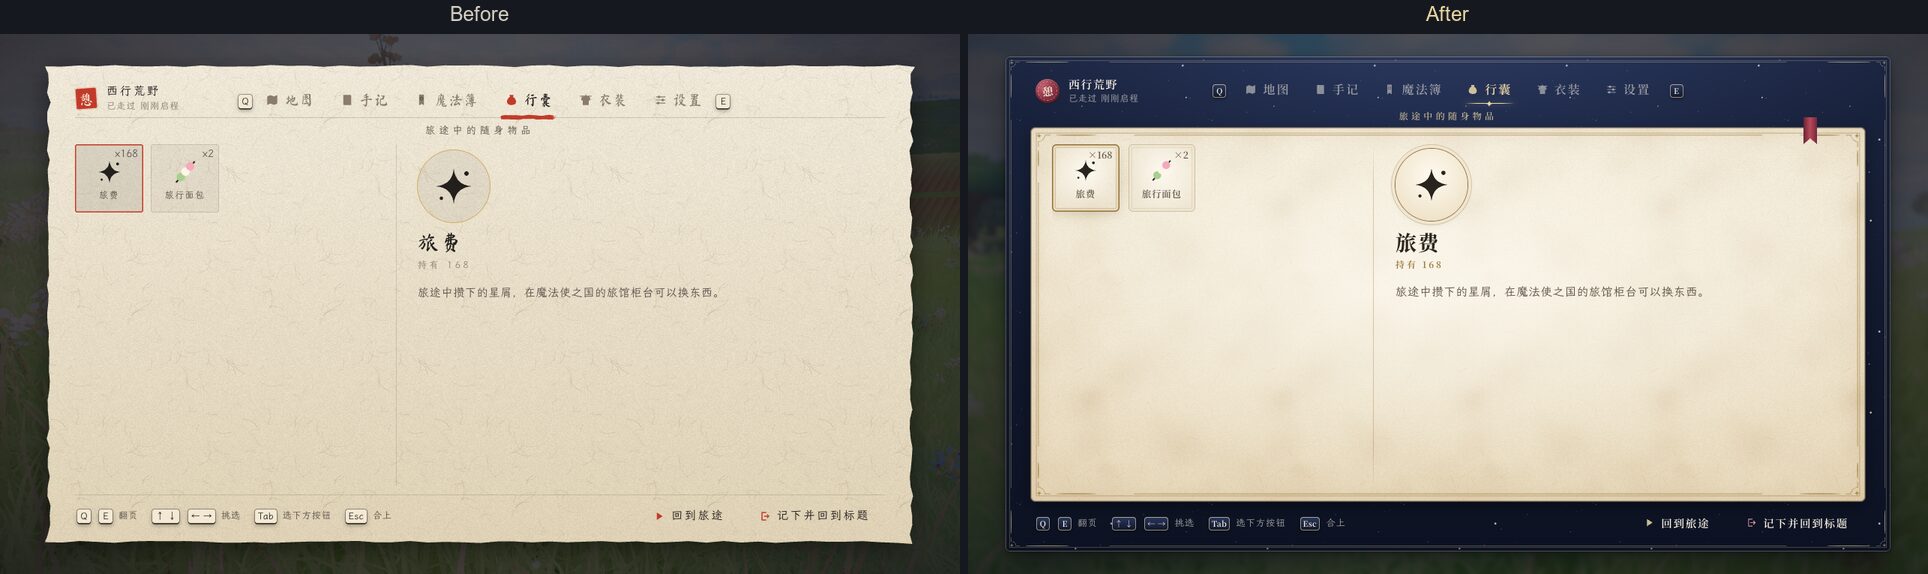 Before
憩 西行荒野
已走过 刚刚启程
Q 地图 手记 魔法簿 行囊 衣装 设置 E
旅途中的随身物品
×168 ×2
旅费 旅行面包
旅费
持有 168
旅途中攒下的星屑，在魔法使之国的旅馆柜台可以换东西。
Q E 翻页 ↑ ↓ ← → 挑选 Tab 选下方按钮 Esc 合上
回到旅途 记下并回到标题
After
憩 西行荒野
已走过 刚刚启程
Q 地图 手记 魔法簿 行囊 衣装 设置 E
旅途中的随身物品
×168 ×2
旅费 旅行面包
旅费
持有 168
旅途中攒下的星屑，在魔法使之国的旅馆柜台可以换东西。
Q E 翻页 ↑ ↓ ← → 挑选 Tab 选下方按钮 Esc 合上
回到旅途 记下并回到标题